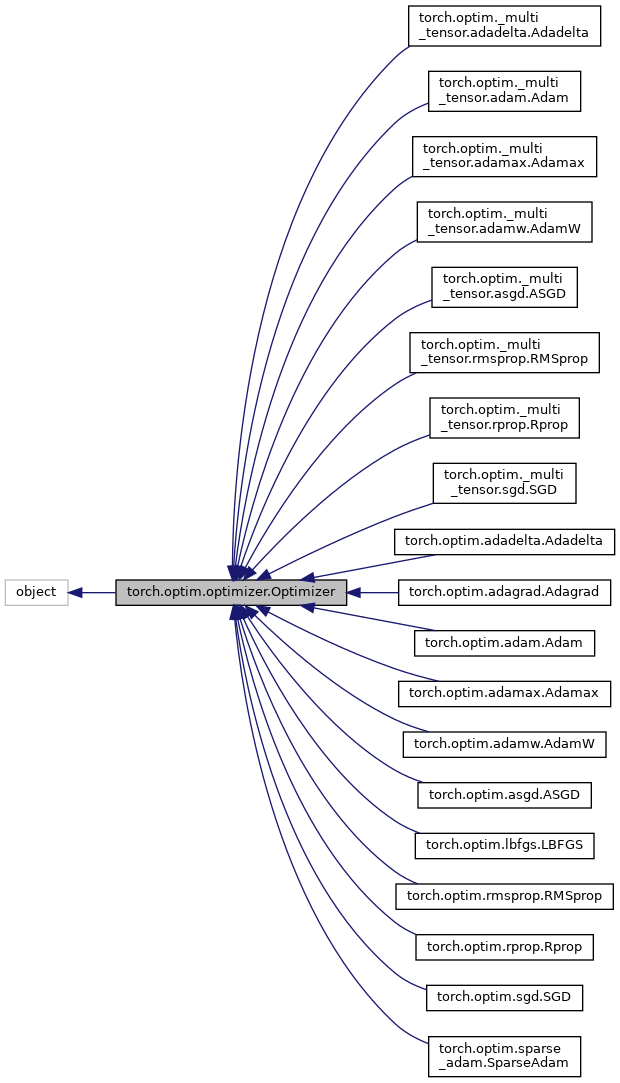 torch.optim._multi
_tensor.adadelta.Adadelta
torch.optim._multi
_tensor.adam.Adam
torch.optim._multi
_tensor.adamax.Adamax
torch.optim._multi
_tensor.adamw.AdamW
torch.optim._multi
_tensor.asgd.ASGD
torch.optim._multi
_tensor.rmsprop.RMSprop
torch.optim._multi
_tensor.rprop.Rprop
torch.optim._multi
_tensor.sgd.SGD
torch.optim.adadelta.Adadelta
object
torch.optim.optimizer.Optimizer
torch.optim.adagrad.Adagrad
torch.optim.adam.Adam
torch.optim.adamax.Adamax
torch.optim.adamw.AdamW
torch.optim.asgd.ASGD
torch.optim.lbfgs.LBFGS
torch.optim.rmsprop.RMSprop
torch.optim.rprop.Rprop
torch.optim.sgd.SGD
torch.optim.sparse
_adam.SparseAdam